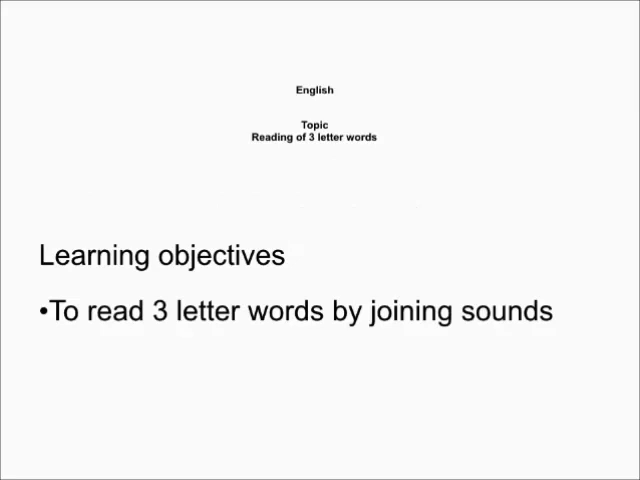 English
Topic
Reading of 3 letter words
Learning objectives
•To read 3 letter words by joining sounds